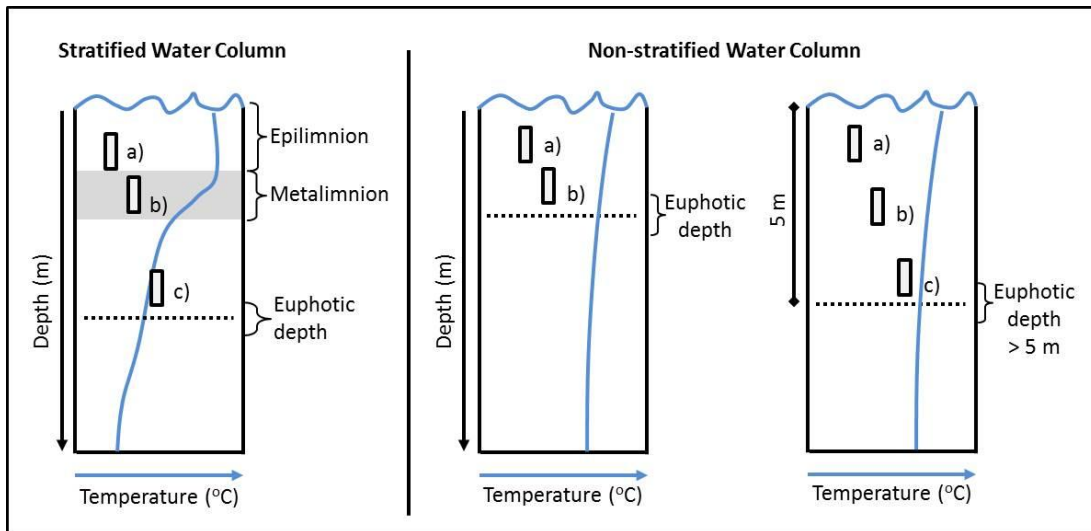 Stratified Water Column
Non-stratified Water Column
a)
b)
c)
Epilimnion
Metalimnion
Euphotic
depth
Depth (m)
Temperature (°C)
a)
b)
Euphotic
depth
Depth (m)
Temperature (°C)
5 m
a)
b)
c)
Euphotic
depth
> 5 m
Temperature (°C)